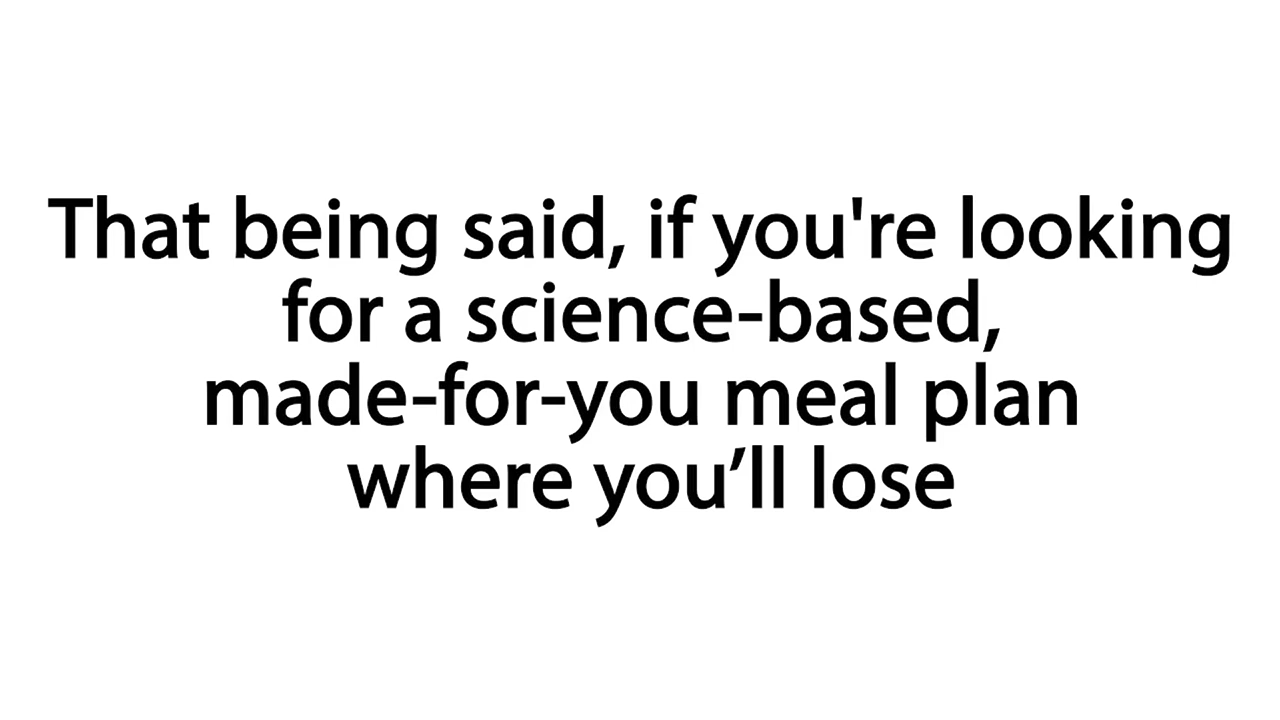 That being said, if you're looking
for a science-based,
made-for-you meal plan
where you’ll lose